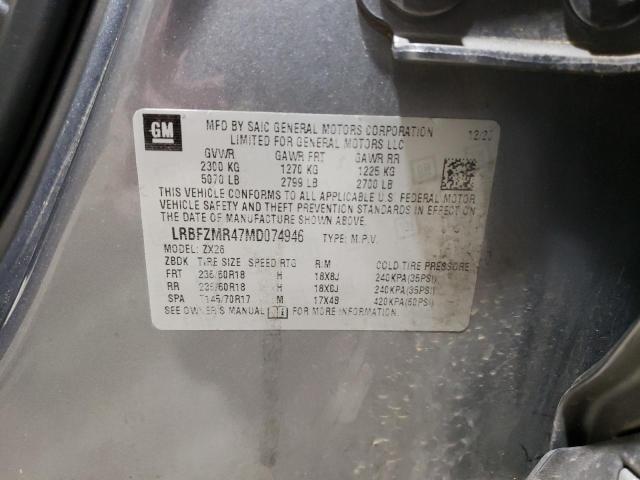 GM
MFD BY SAIC GENERAL MOTORS CORPORATION 12/20
LIMITED FOR GENERAL MOTORS LLC
GVWR GAWR FRT GAWR RR
2300 KG 1270 KG 1225 KG
5070 LB 2799 LB 2700 LB
THIS VEHICLE CONFORMS TO ALL APPLICABLE U.S. FEDERAL MOTOR
VEHICLE SAFETY AND THEFT PREVENTION STANDARDS IN EFFECT ON
THE DATE OF MANUFACTURE SHOWN ABOVE.
LRBFZMR47MD074946 TYPE: M.P.V.
MODEL: ZX26
ZBDK TIRE SIZE SPEED RTG RIM COLD TIRE PRESSURE
FRT 235/60R18 H 18X8J 240KPA(35PSI)
RR 235/60R18 H 18X8J 240KPA(35PSI)
SPA T145/70R17 M 17X4B 420KPA(60PSI)
SEE OWNER'S MANUAL FOR MORE INFORMATION.